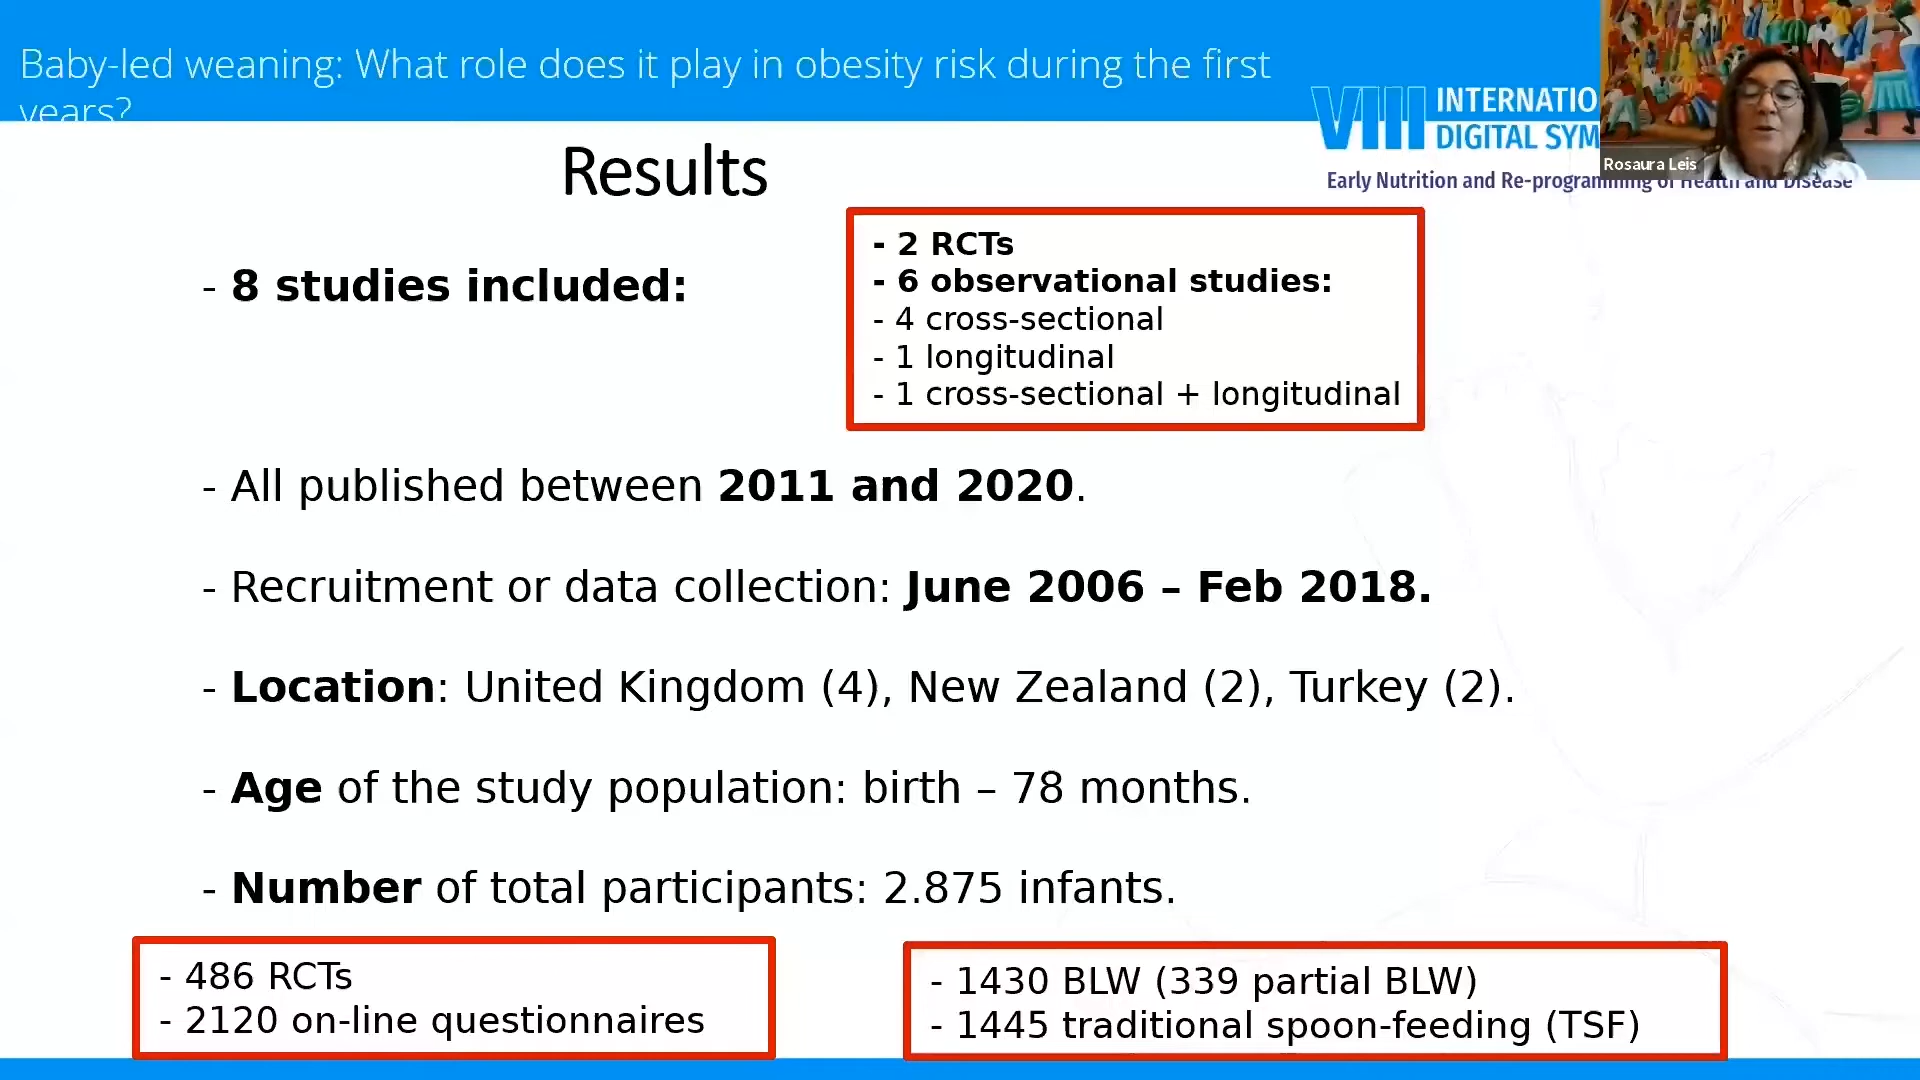 Baby-led weaning: What role does it play in obesity risk during the first
years?
VIII INTERNATIO
DIGITAL SYM
Early Nutrition and Re-programming of Health and Disease
Rosaura Leis
Results
- 8 studies included:
- 2 RCTs
- 6 observational studies:
- 4 cross-sectional
- 1 longitudinal
- 1 cross-sectional + longitudinal
- All published between 2011 and 2020.
- Recruitment or data collection: June 2006 – Feb 2018.
- Location: United Kingdom (4), New Zealand (2), Turkey (2).
- Age of the study population: birth – 78 months.
- Number of total participants: 2.875 infants.
- 486 RCTs
- 2120 on-line questionnaires
- 1430 BLW (339 partial BLW)
- 1445 traditional spoon-feeding (TSF)